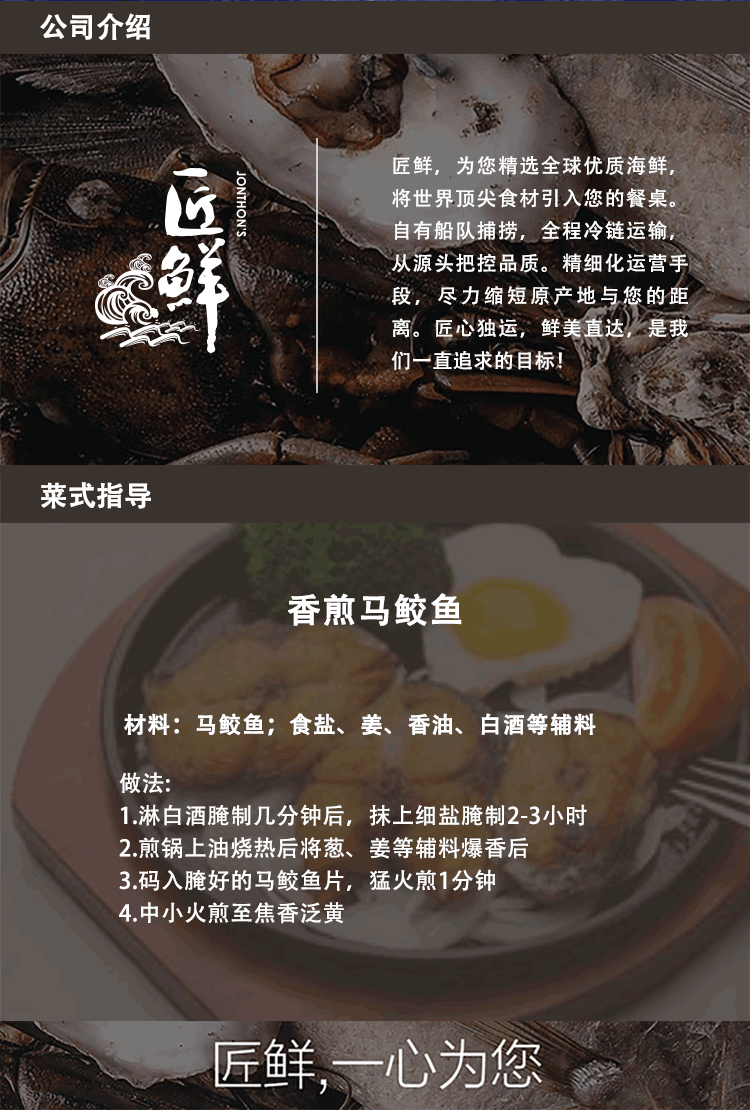 公司介绍
匠鲜
JONTHON'S
匠鲜，为您精选全球优质海鲜，
将世界顶尖食材引入您的餐桌。
自有船队捕捞，全程冷链运输，
从源头把控品质。精细化运营手
段，尽力缩短原产地与您的距
离。匠心独运，鲜美直达，是我
们一直追求的目标！
菜式指导
香煎马鲛鱼
材料：马鲛鱼；食盐、姜、香油、白酒等辅料
做法:
1.淋白酒腌制几分钟后，抹上细盐腌制2-3小时
2.煎锅上油烧热后将葱、姜等辅料爆香后
3.码入腌好的马鲛鱼片，猛火煎1分钟
4.中小火煎至焦香泛黄
匠鲜,一心为您